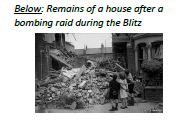 Below: Remains of a house after a
bombing raid during the Blitz